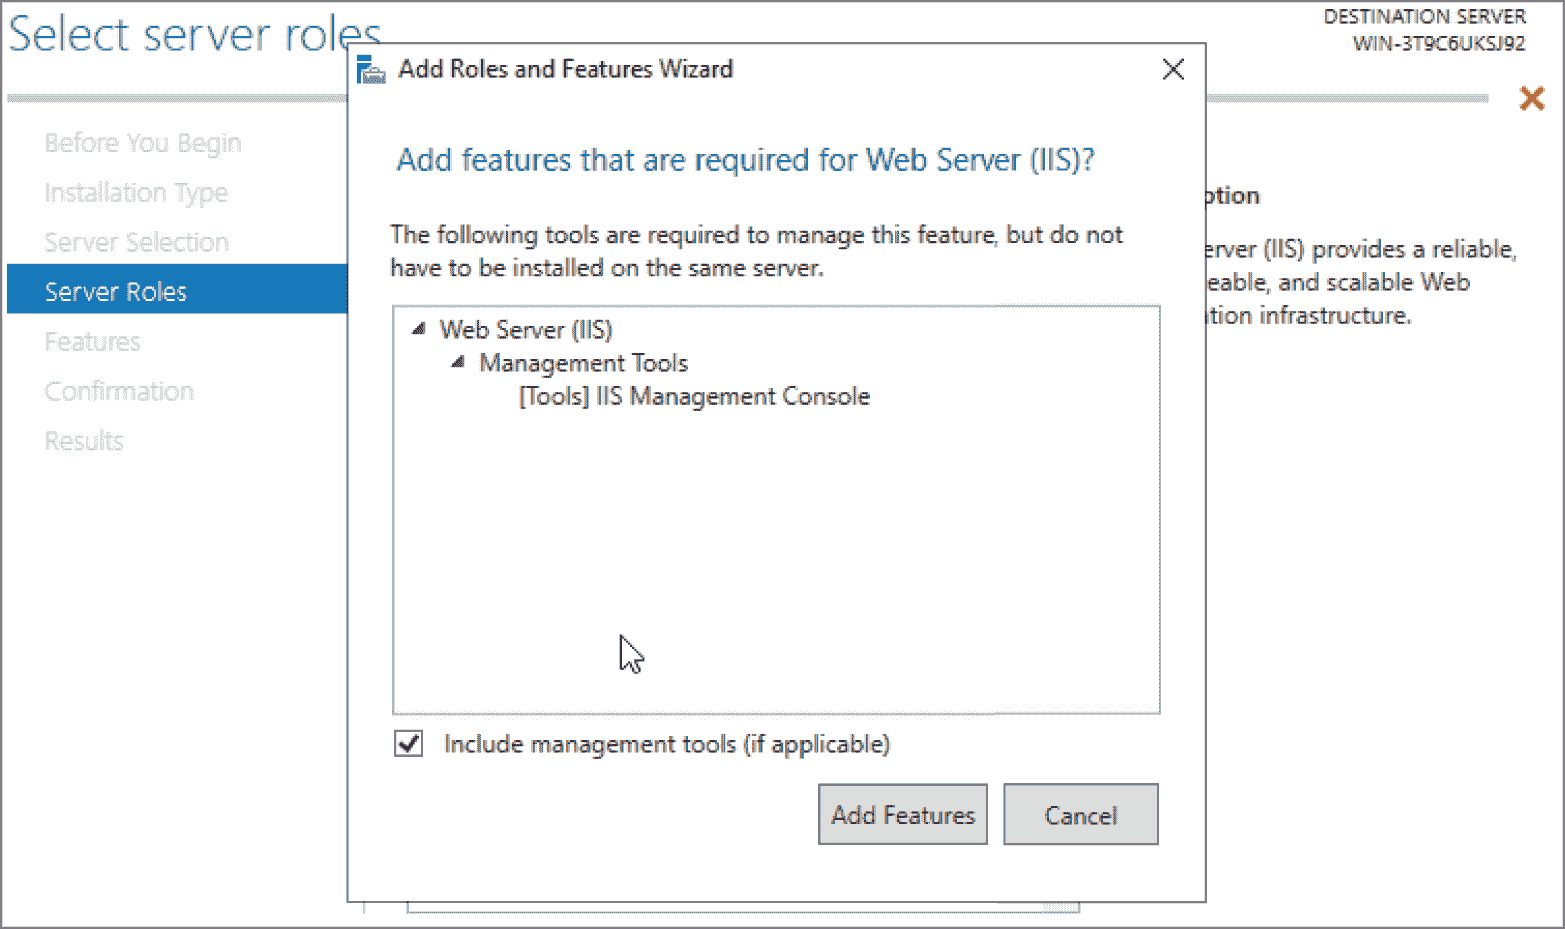 Select server roles
DESTINATION SERVER
WIN-3T9C6UKSJ92
Before You Begin
Installation Type
Server Selection
Server Roles
Features
Confirmation
Results
Add Roles and Features Wizard
Add features that are required for Web Server (IIS)?
The following tools are required to manage this feature, but do not
have to be installed on the same server.
Web Server (IIS)
Management Tools
[Tools] IIS Management Console
Include management tools (if applicable)
Add Features
Cancel
ption
erver (IIS) provides a reliable,
eable, and scalable Web
tion infrastructure.